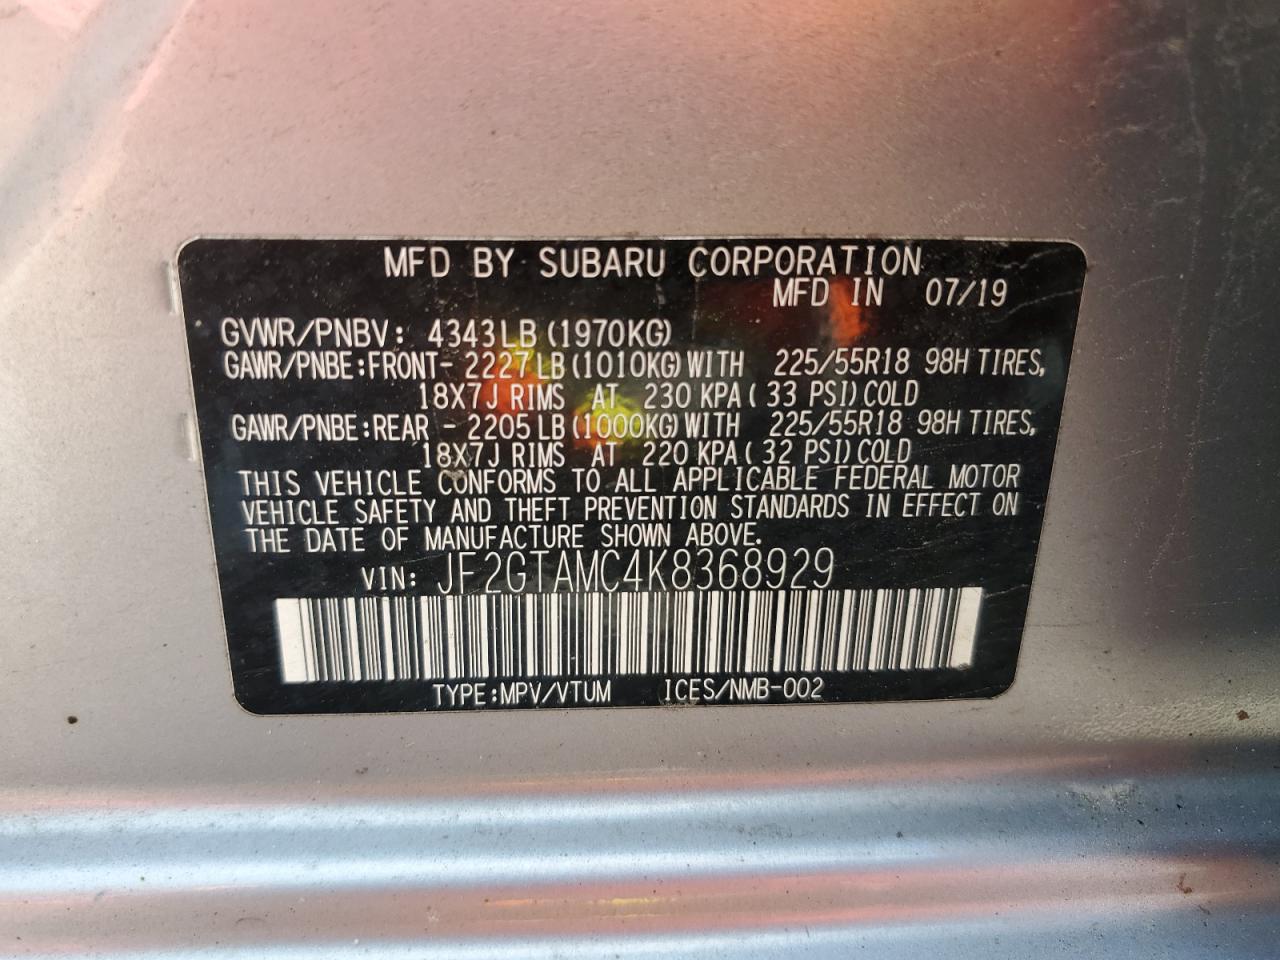 MFD BY SUBARU CORPORATION
MFD IN 07/19
GVWR/PNBV: 4343LB(1970KG)
GAWR/PNBE:FRONT- 2227LB(1010KG)WITH 225/55R18 98H TIRES,
18X7J RIMS AT 230 KPA( 33 PSI)COLD
GAWR/PNBE:REAR - 2205LB(1000KG)WITH 225/55R18 98H TIRES,
18X7J RIMS AT 220 KPA( 32 PSI)COLD
THIS VEHICLE CONFORMS TO ALL APPLICABLE FEDERAL MOTOR
VEHICLE SAFETY AND THEFT PREVENTION STANDARDS IN EFFECT ON
THE DATE OF MANUFACTURE SHOWN ABOVE.
VIN: JF2GTAMC4K8368929
TYPE:MPV/VTUM ICES/NMB-002